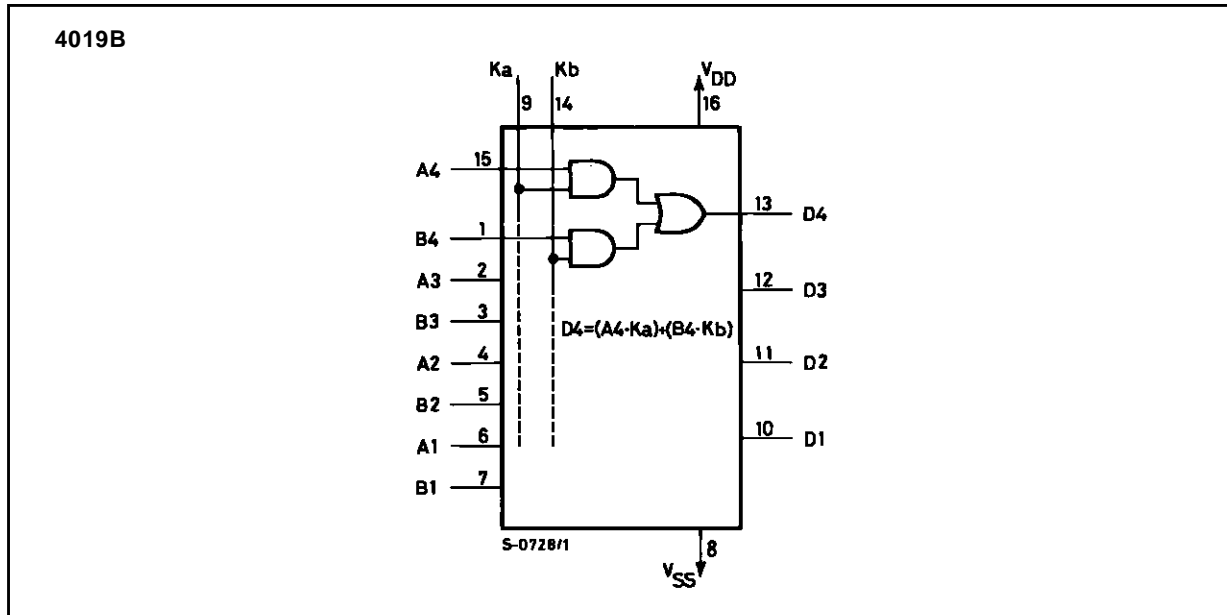 4019B
Ka Kb VDD
9 14 16
A4 15
13 D4
B4 1
A3 2
12 D3
B3 3
D4=(A4·Ka)+(B4·Kb)
A2 4
11 D2
B2 5
10 D1
A1 6
B1 7
S-0728/1
8
VSS